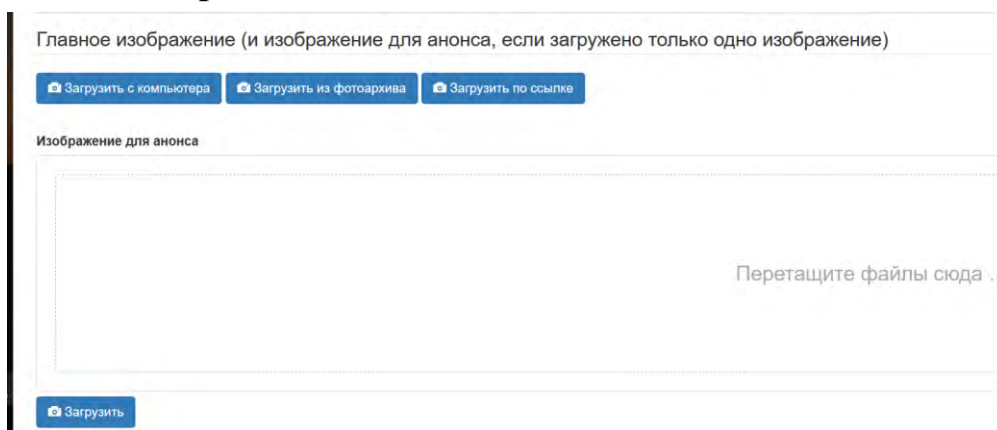 Главное изображение (и изображение для анонса, если загружено только одно изображение)
Загрузить с компьютера Загрузить из фотоархива Загрузить по ссылке
Изображение для анонса
Перетащите файлы сюда .
Загрузить